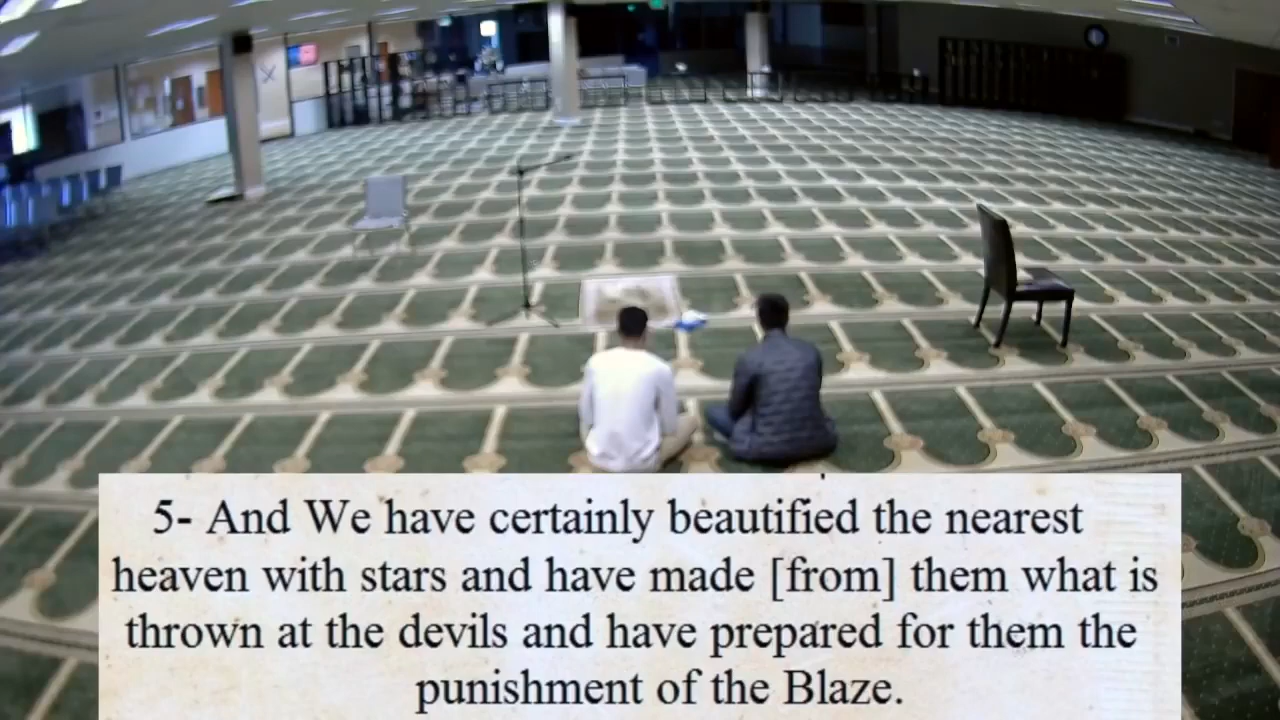 5- And We have certainly beautified the nearest
heaven with stars and have made [from] them what is
thrown at the devils and have prepared for them the
punishment of the Blaze.